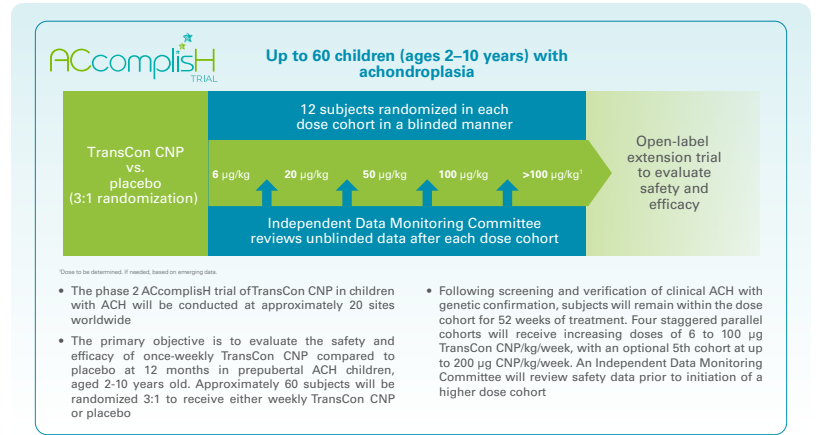 ACcomplisH
TRIAL
Up to 60 children (ages 2–10 years) with
achondroplasia
TransCon CNP
vs.
placebo
(3:1 randomization)
12 subjects randomized in each
dose cohort in a blinded manner
6 µg/kg 20 µg/kg 50 µg/kg 100 µg/kg >100 µg/kg¹
Independent Data Monitoring Committee
reviews unblinded data after each dose cohort
Open-label
extension trial
to evaluate
safety and
efficacy
¹Dose to be determined. If needed, based on emerging data.
• The phase 2 ACcomplisH trial of TransCon CNP in children
with ACH will be conducted at approximately 20 sites
worldwide
• The primary objective is to evaluate the safety and
efficacy of once-weekly TransCon CNP compared to
placebo at 12 months in prepubertal ACH children,
aged 2-10 years old. Approximately 60 subjects will be
randomized 3:1 to receive either weekly TransCon CNP
or placebo
• Following screening and verification of clinical ACH with
genetic confirmation, subjects will remain within the dose
cohort for 52 weeks of treatment. Four staggered parallel
cohorts will receive increasing doses of 6 to 100 µg
TransCon CNP/kg/week, with an optional 5th cohort at up
to 200 µg CNP/kg/week. An Independent Data Monitoring
Committee will review safety data prior to initiation of a
higher dose cohort